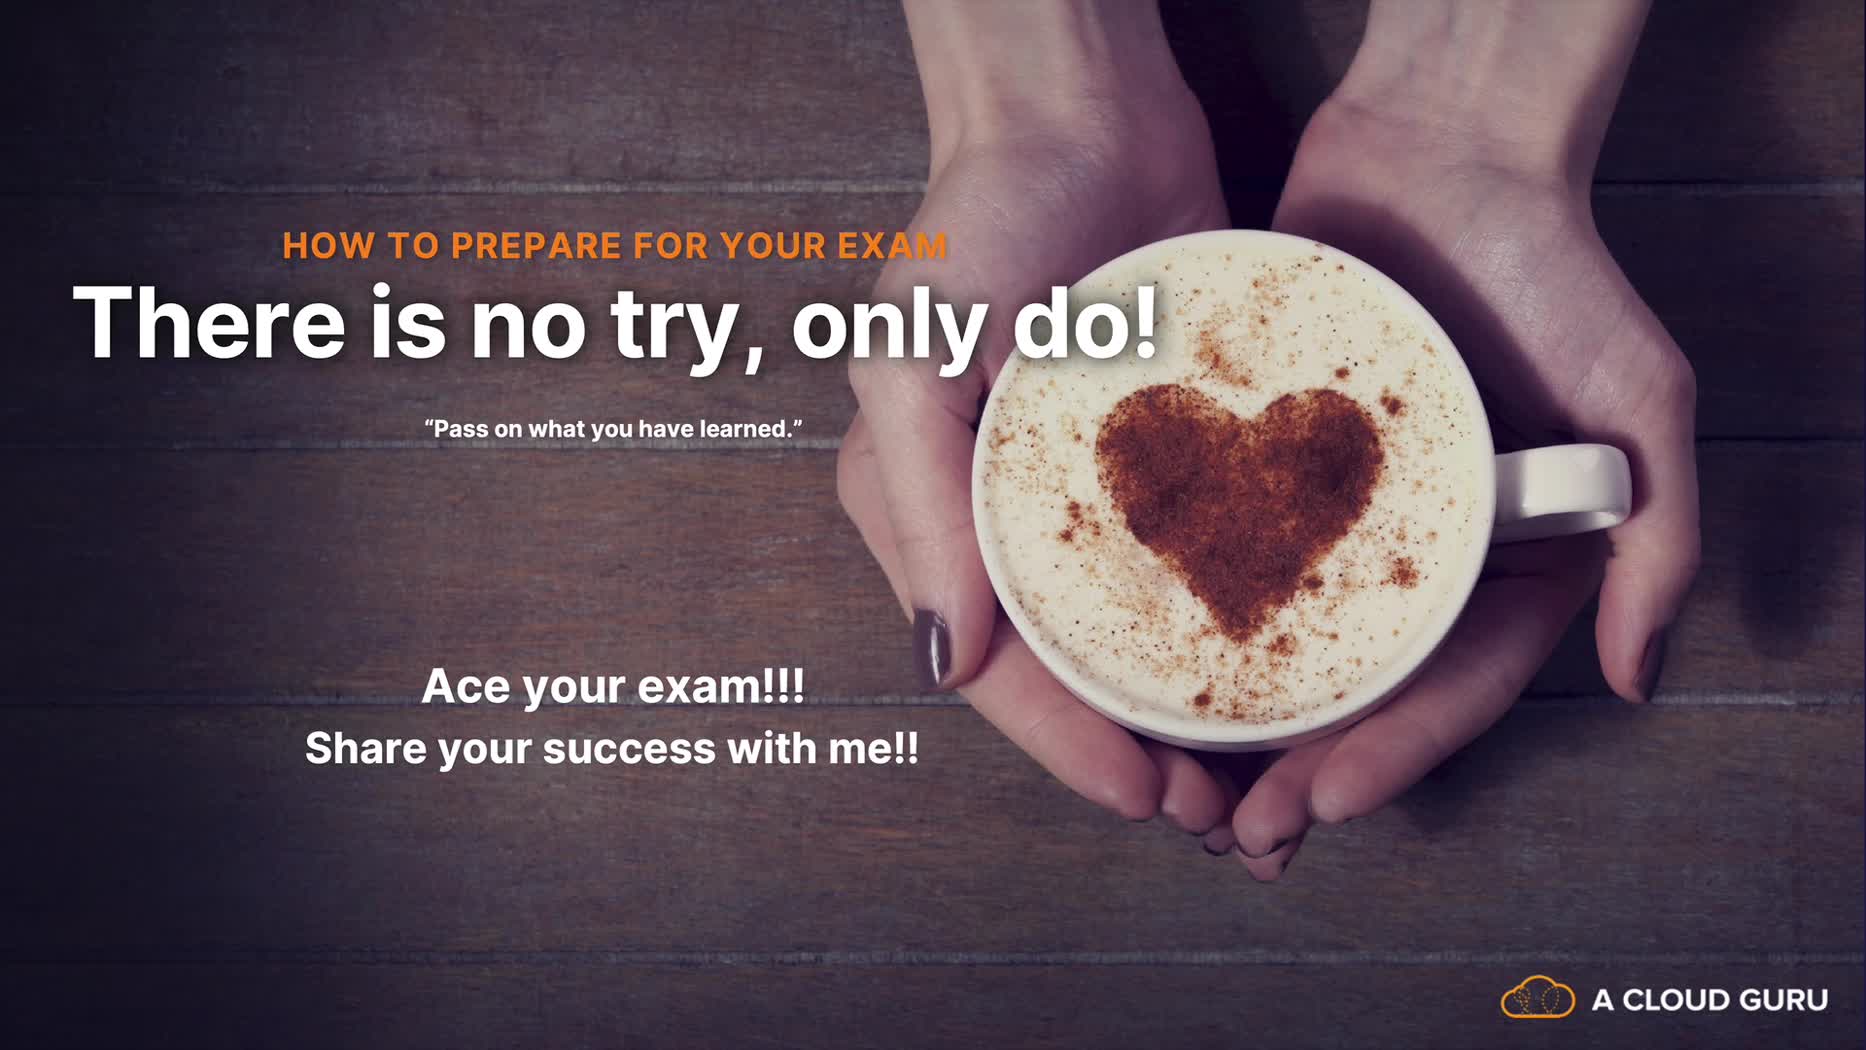 HOW TO PREPARE FOR YOUR EXAM
There is no try, only do!
“Pass on what you have learned.”
Ace your exam!!!
Share your success with me!!
A CLOUD GURU